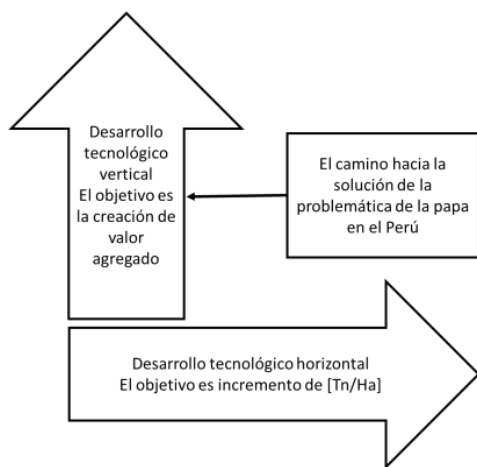 Desarrollo
tecnológico
vertical
El objetivo es
la creación de
valor
agregado
El camino hacia la
solución de la
problemática de la papa
en el Perú
Desarrollo tecnológico horizontal
El objetivo es incremento de [Tn/Ha]